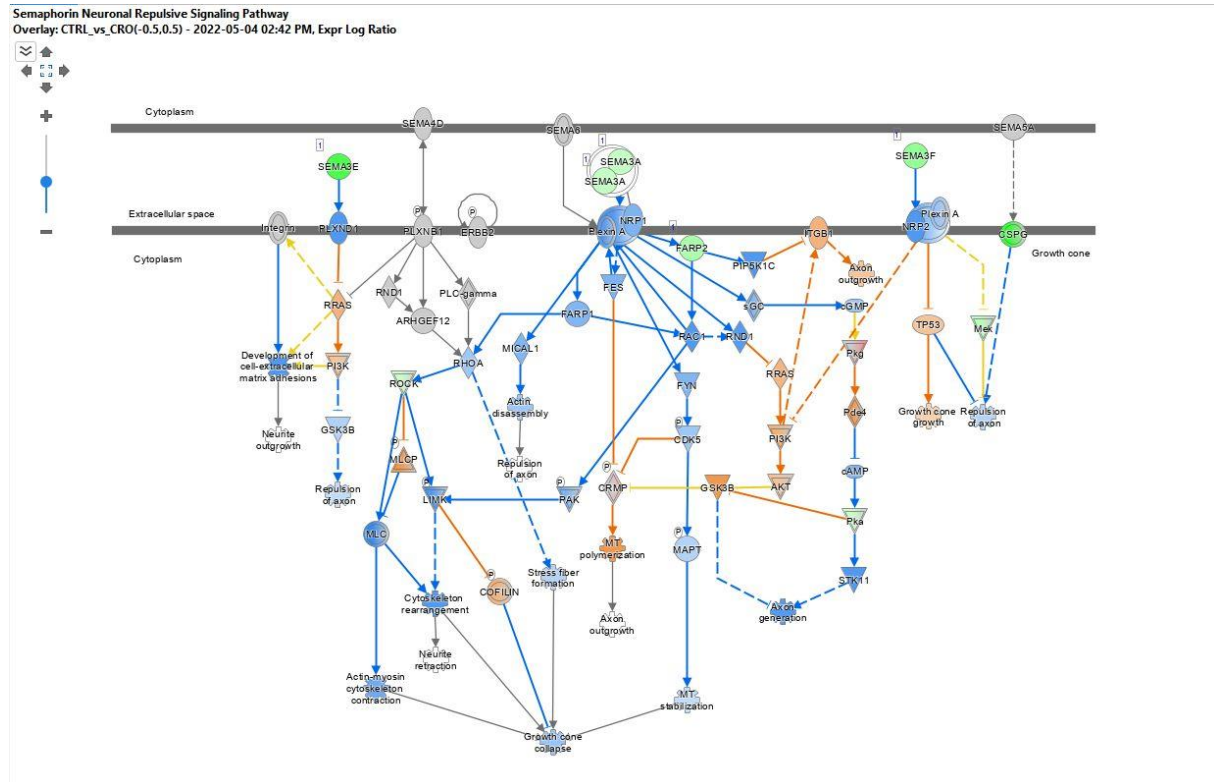 Semaphorin Neuronal Repulsive Signaling Pathway
Overlay: CTRL_vs_CRO(-0.5,0.5) - 2022-05-04 02:42 PM, Expr Log Ratio
Cytoplasm
SEMA4D
SEMA6
SEMA5A
1
SEMA3E
1
1
SEMA3A
SEMA3A
1
SEMA3F
Extracellular space
P
P
Integrin
PLXND1
PLXNB1
ERBB2
Plexin A
NRP1
1
FARP2
ITGB1
Plexin A
NRP2
CSPG
Growth cone
Cytoplasm
PIP5K1C
Axon
outgrowth
RND1
PLC-gamma
FES
sGC
cGMP
RRAS
ARHGEF12
FARP1
RAC1
RND1
TP53
Mek
MICAL1
Pkg
Development of
cell-extracellular
matrix adhesions
PI3K
RHOA
RRAS
ROCK
FYN
Actin
disassembly
Pde4
Growth cone
growth
Repulsion
of axon
GSK3B
P
CDK5
PI3K
Neurite
outgrowth
P
MLCP
Repulsion
of axon
cAMP
P
CRMP
GSK3B
AKT
Repulsion
of axon
P
LIMK
P
PAK
Pka
MLC
P
MAPT
MT
polymerization
P
COFILIN
Stress fiber
formation
STK11
Cytoskeleton
rearrangement
Axon
generation
Axon
outgrowth
Neurite
retraction
Actin-myosin
cytoskeleton
contraction
MT
stabilization
Growth cone
collapse